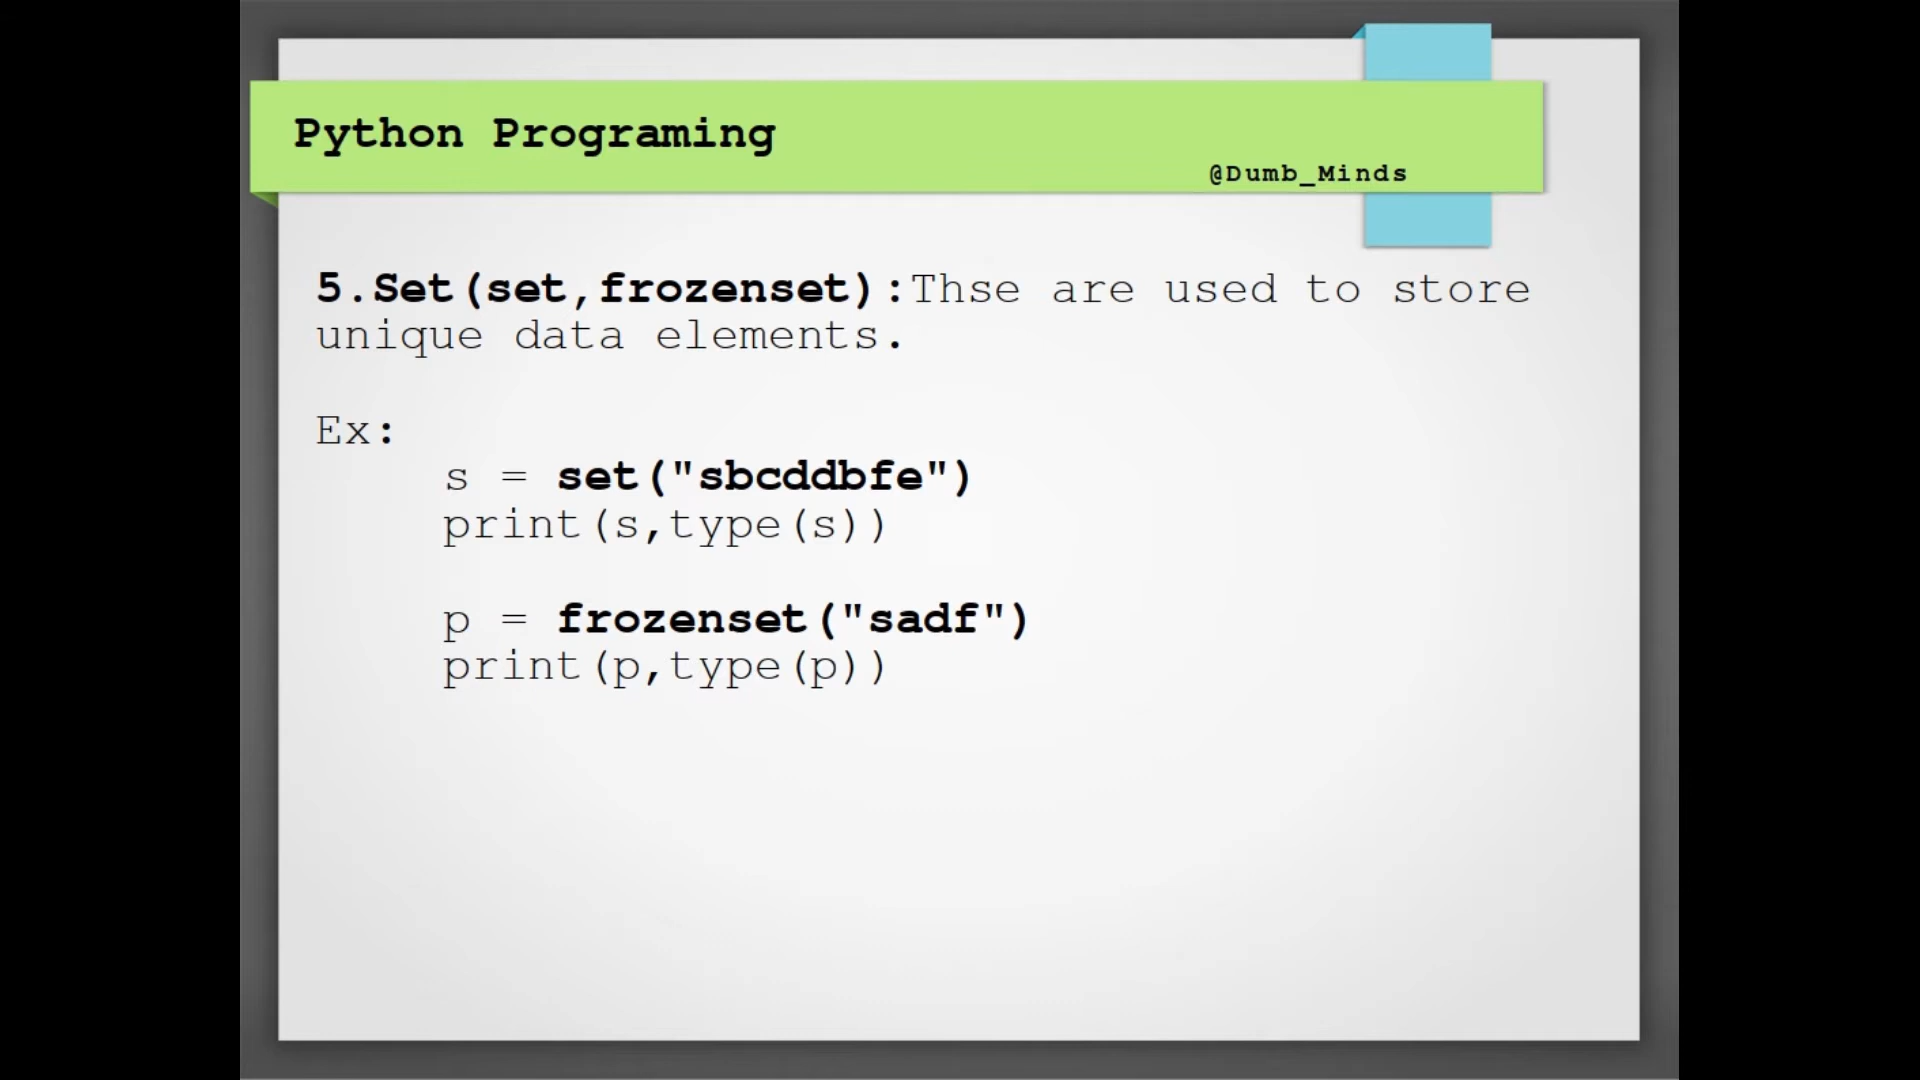 Python Programing
@Dumb_Minds
5.Set(set,frozenset):Thse are used to store
unique data elements.
Ex:
s = set("sbcddbfe")
print(s,type(s))
p = frozenset("sadf")
print(p,type(p))